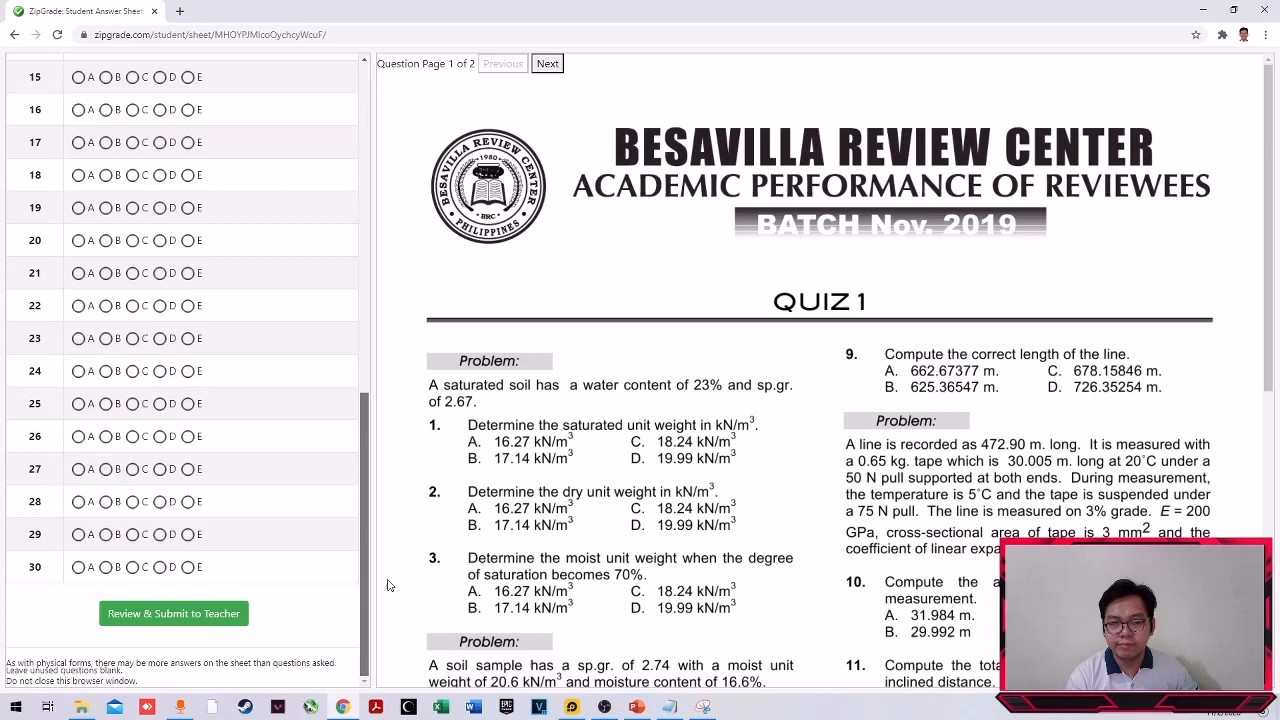 ZipGrade: Student Answer Sheet
zipgrade.com/student/sheet/MHOYPJMIcoOychcyWcuF/
15 A B C D E
16 A B C D E
17 A B C D E
18 A B C D E
19 A B C D E
20 A B C D E
21 A B C D E
22 A B C D E
23 A B C D E
24 A B C D E
25 A B C D E
26 A B C D E
27 A B C D E
28 A B C D E
29 A B C D E
30 A B C D E
Review & Submit to Teacher
As with physical forms, there may be more answers on the sheet than questions asked.
Leave unused questions blank.
Do not close this browser window.
Question Page 1 of 2 Previous Next
BESAVILLA REVIEW CENTER
1980
BRC
PHILIPPINES
BESAVILLA REVIEW CENTER
ACADEMIC PERFORMANCE OF REVIEWEES
BATCH Nov. 2019
QUIZ 1
Problem:
A saturated soil has a water content of 23% and sp.gr.
of 2.67.
1. Determine the saturated unit weight in kN/m³.
A. 16.27 kN/m³ C. 18.24 kN/m³
B. 17.14 kN/m³ D. 19.99 kN/m³
2. Determine the dry unit weight in kN/m³.
A. 16.27 kN/m³ C. 18.24 kN/m³
B. 17.14 kN/m³ D. 19.99 kN/m³
3. Determine the moist unit weight when the degree
of saturation becomes 70%.
A. 16.27 kN/m³ C. 18.24 kN/m³
B. 17.14 kN/m³ D. 19.99 kN/m³
Problem:
A soil sample has a sp.gr. of 2.74 with a moist unit
weight of 20.6 kN/m³ and moisture content of 16.6%.
9. Compute the correct length of the line.
A. 662.67377 m. C. 678.15846 m.
B. 625.36547 m. D. 726.35254 m.
Problem:
A line is recorded as 472.90 m. long. It is measured with
a 0.65 kg. tape which is 30.005 m. long at 20°C under a
50 N pull supported at both ends. During measurement,
the temperature is 5°C and the tape is suspended under
a 75 N pull. The line is measured on 3% grade. E = 200
GPa, cross-sectional area of tape is 3 mm² and the
coefficient of linear
10. Compute the
measurement.
A. 31.984 m.
B. 29.992 m
11. Compute the
inclined distance.